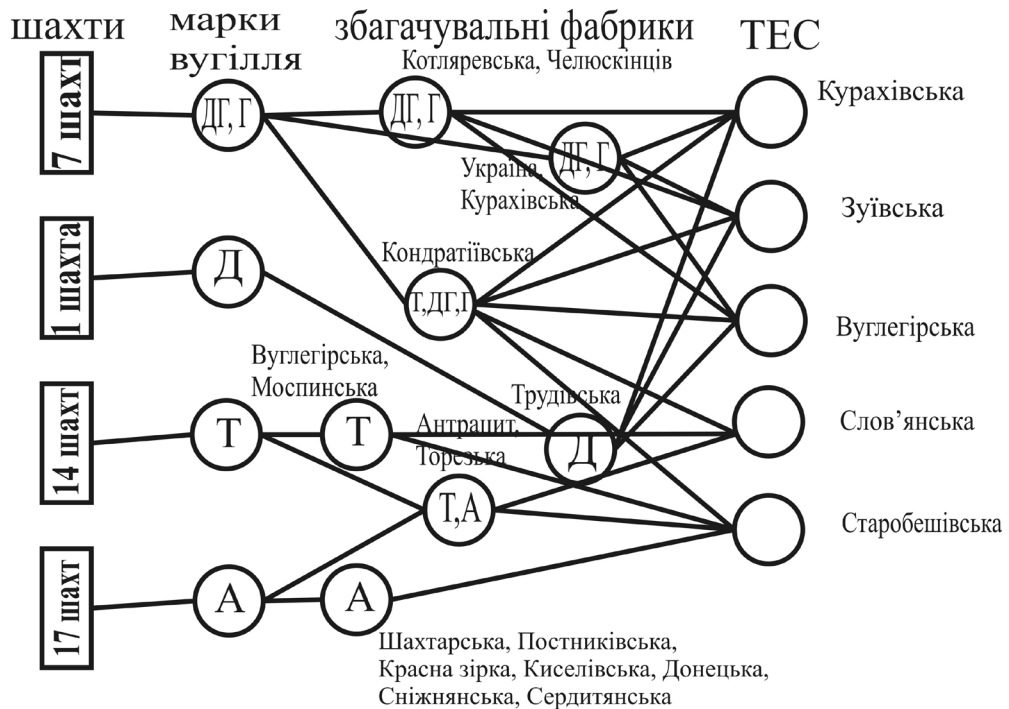 шахти
марки
вугілля
збагачувальні фабрики
ТЕС
Котляревська, Челюскінців
7 шахт
ДГ, Г
ДГ, Г
Курахівська
ДГ, Г
Україна,
Курахівська
Зуївська
1 шахта
Д
Кондратіївська
Т,ДГ,Г
Вуглегірська
Вуглегірська,
Моспинська
14 шахт
Т
Т
Трудівська
Антрацит,
Торезька
Д
Слов’янська
Т,А
Старобешівська
17 шахт
А
А
Шахтарська, Постниківська,
Красна зірка, Киселівська, Донецька,
Сніжнянська, Сердитянська